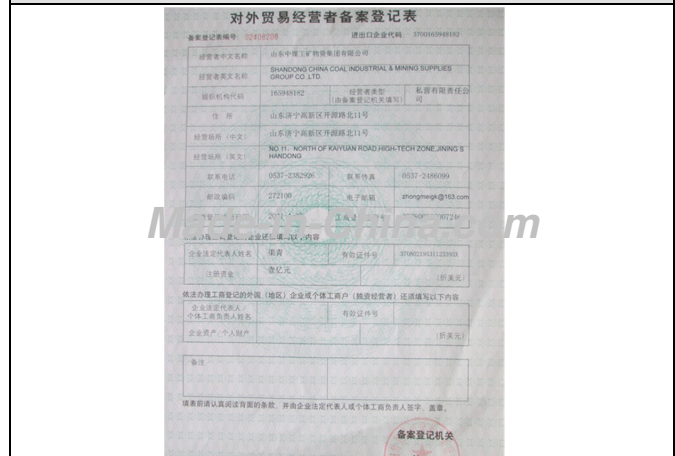 对外贸易经营者备案登记表
备案登记表编号: 进出口企业代码: 3700165948182
经营者中文名称 山东中煤工矿物资集团有限公司
经营者英文名称 SHANDONG CHINA COAL INDUSTRIAL & MINING SUPPLIES GROUP CO.,LTD.
组织机构代码 165948182 经营者类型 (由备案登记机关填写) 私营有限责任公司
住 所 山东济宁高新区开源路北11号
经营场所(中文) 山东济宁高新区开源路北11号
经营场所(英文) NO.11, NORTH OF KAIYUAN ROAD,HIGH-TECH ZONE,JINING SHANDONG
联系电话 0537-2382926 联系传真 0537-2486099
邮政编码 272100 电子邮箱 zhongmeigk@163.com
Made-in-China.com
企业法定代表人姓名 有效证件号
注册资金 壹亿元 (折美元)
依法办理工商登记的外国(地区)企业或个体工商户(独资经营者)还须填写以下内容
企业法定代表人/
个体工商负责人姓名 有效证件号
企业资产/个人财产 (折美元)
备注
填表前请认真阅读背面的条款,并由企业法定代表人或个体工商负责人签字、盖章。
备案登记机关